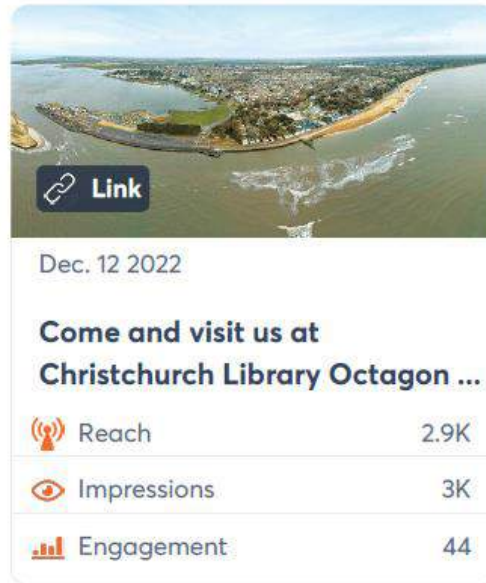 Link
Dec. 12 2022
Come and visit us at
Christchurch Library Octagon ...
Reach 2.9K
Impressions 3K
Engagement 44